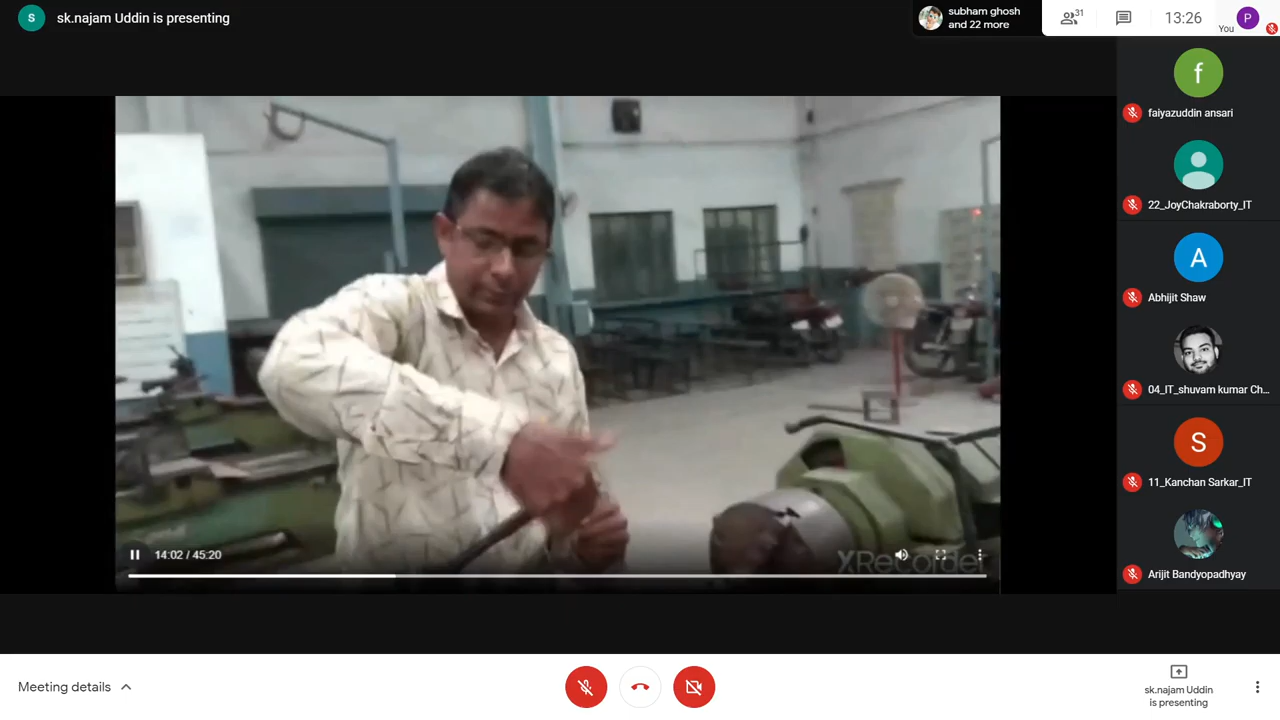 S
sk.najam Uddin is presenting
subham ghosh
and 22 more
31
13:26
You
P
f
faiyazuddin ansari
22_JoyChakraborty_IT
A
Abhijit Shaw
04_IT_shuvam kumar Ch...
S
11_Kanchan Sarkar_IT
Arijit Bandyopadhyay
14:02 / 45:20
XRecorder
Meeting details
sk.najam Uddin
is presenting